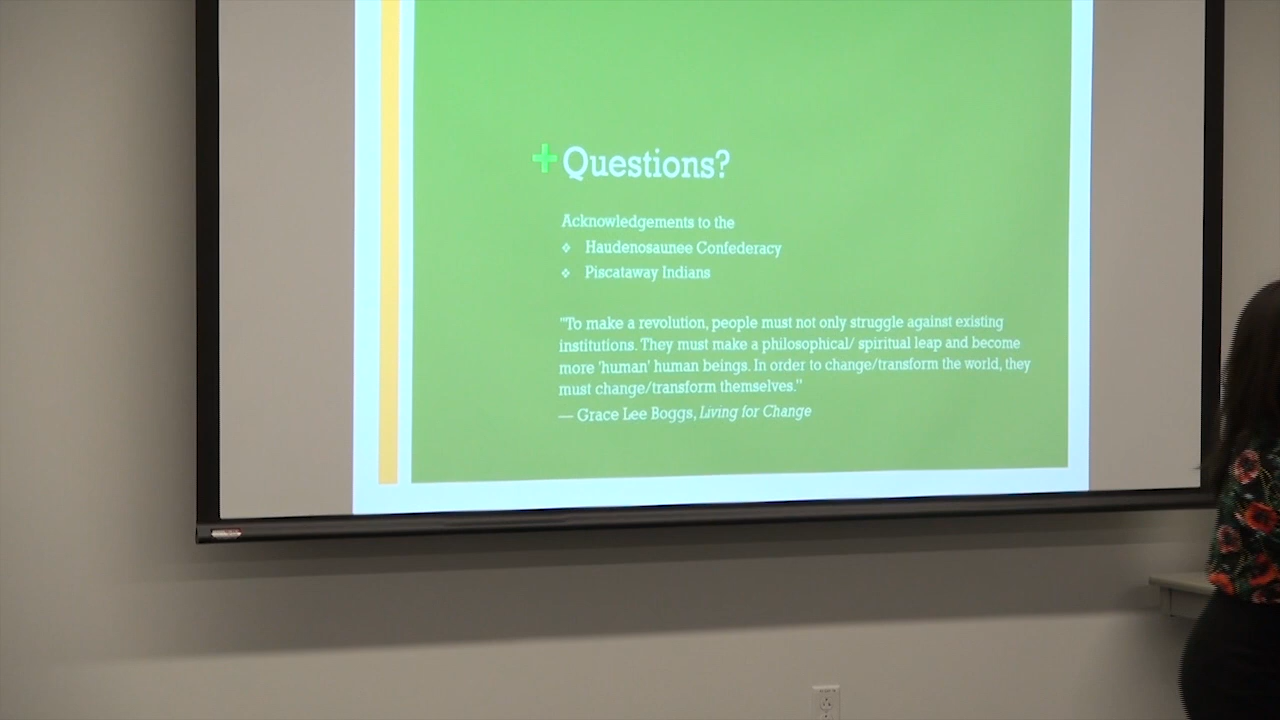 Questions?
Acknowledgements to the
❖ Haudenosaunee Confederacy
❖ Piscataway Indians
"To make a revolution, people must not only struggle against existing
institutions. They must make a philosophical/ spiritual leap and become
more 'human' human beings. In order to change/transform the world, they
must change/transform themselves."
— Grace Lee Boggs, Living for Change